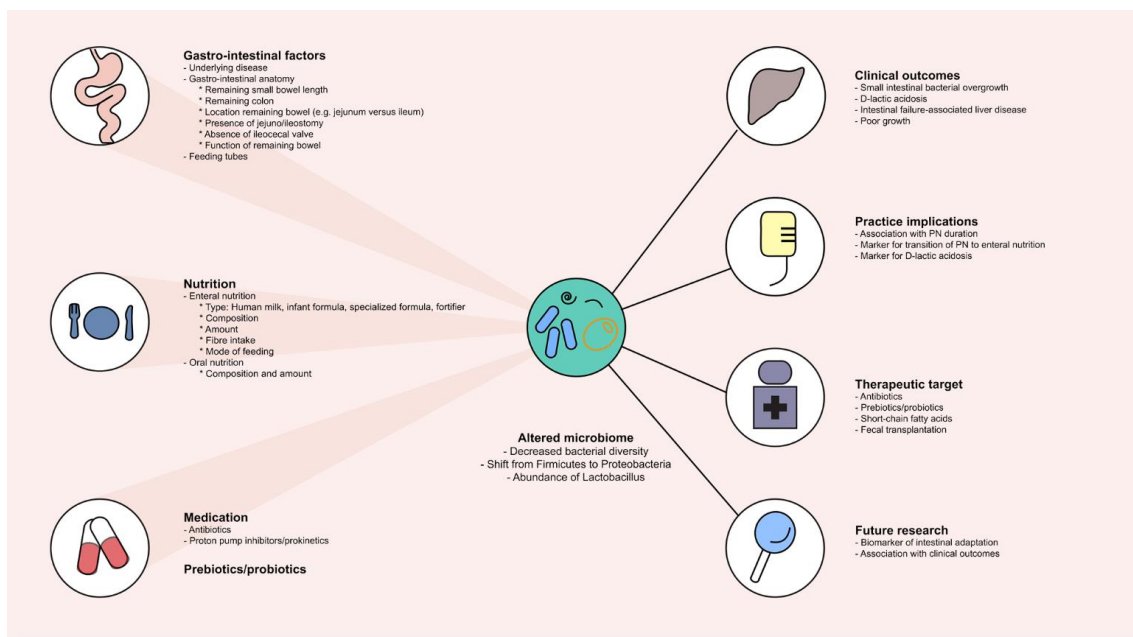 Gastro-intestinal factors
- Underlying disease
- Gastro-intestinal anatomy
* Remaining small bowel length
* Remaining colon
* Location remaining bowel (e.g. jejunum versus ileum)
* Presence of jejuno/ileostomy
* Absence of ileocecal valve
* Function of remaining bowel
- Feeding tubes
Nutrition
- Enteral nutrition
* Type: Human milk, infant formula, specialized formula, fortifier
* Composition
* Amount
* Fibre intake
* Mode of feeding
- Oral nutrition
* Composition and amount
Medication
- Antibiotics
- Proton pump inhibitors/prokinetics
Prebiotics/probiotics
Altered microbiome
- Decreased bacterial diversity
- Shift from Firmicutes to Proteobacteria
- Abundance of Lactobacillus
Clinical outcomes
- Small intestinal bacterial overgrowth
- D-lactic acidosis
- Intestinal failure-associated liver disease
- Poor growth
Practice implications
- Association with PN duration
- Marker for transition of PN to enteral nutrition
- Marker for D-lactic acidosis
Therapeutic target
- Antibiotics
- Prebiotics/probiotics
- Short-chain fatty acids
- Fecal transplantation
Future research
- Biomarker of intestinal adaptation
- Association with clinical outcomes